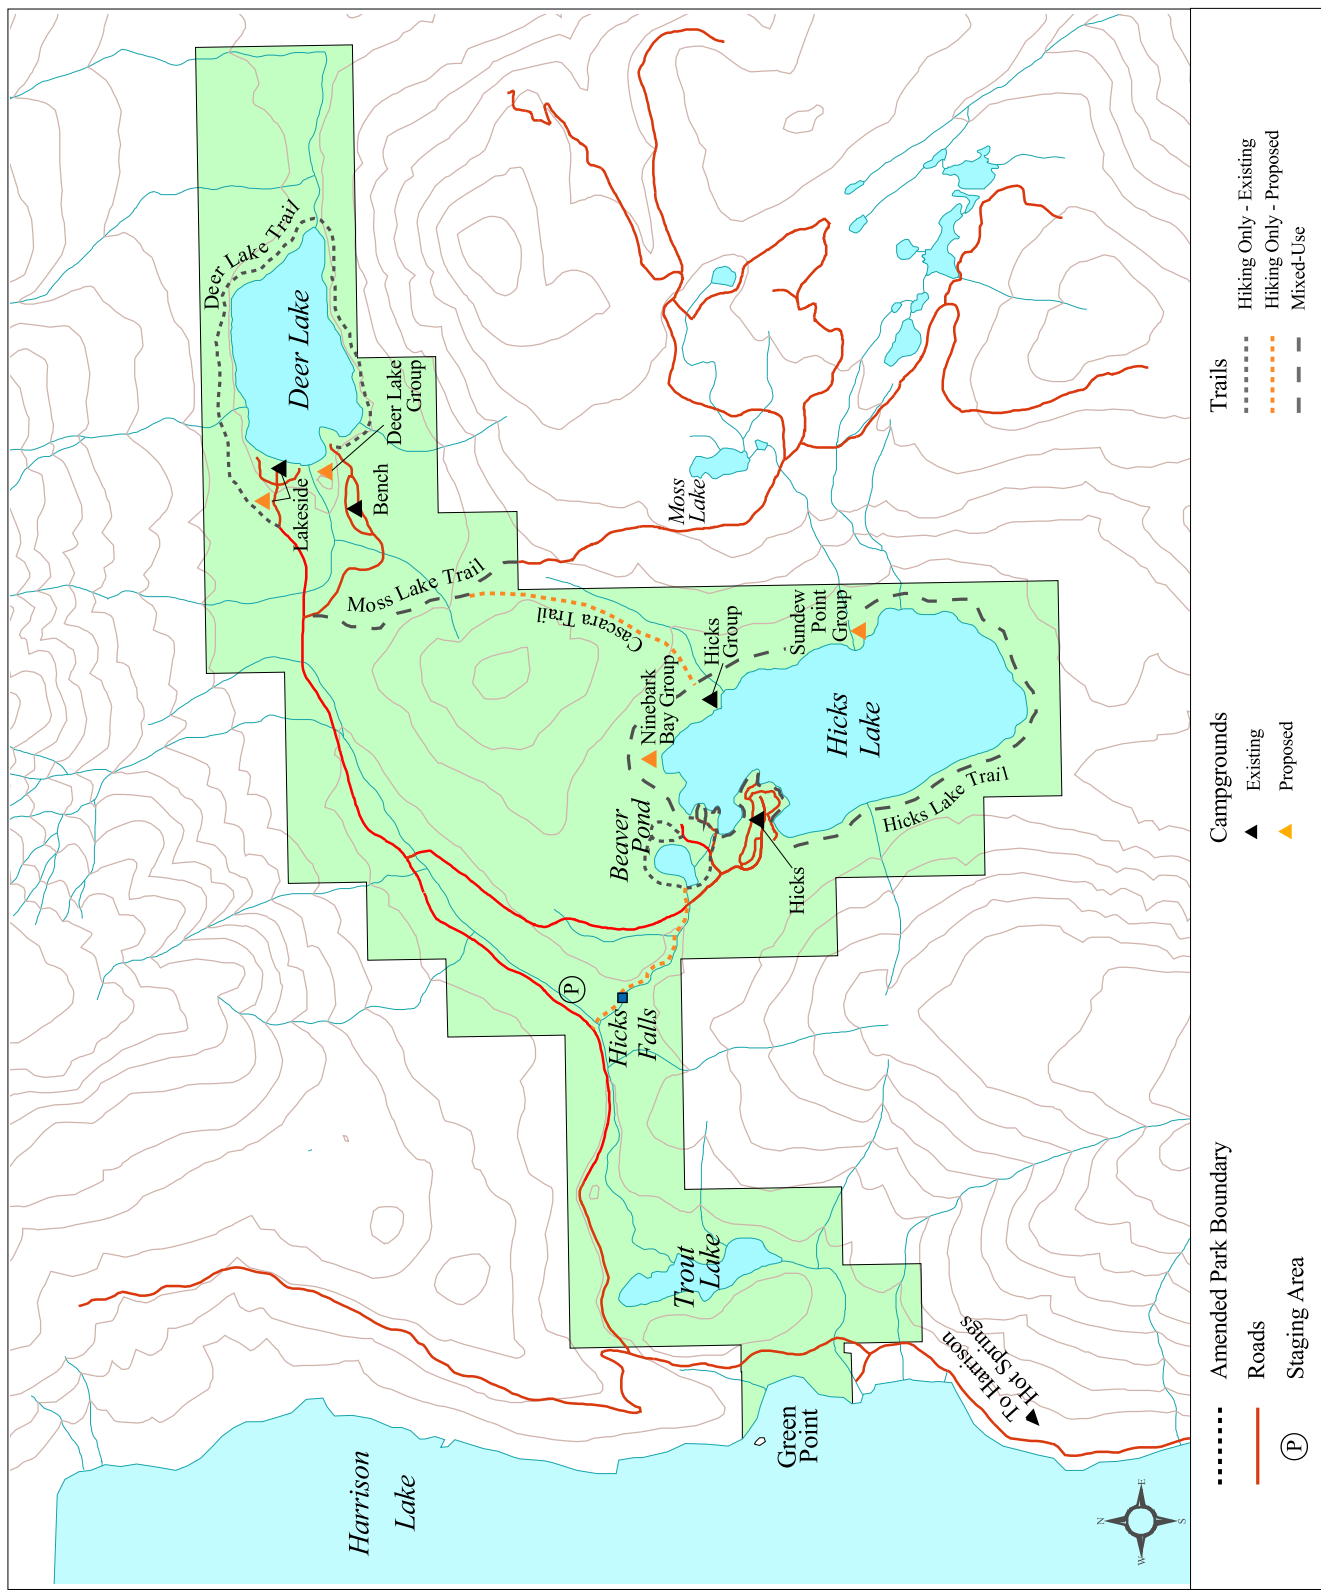 Deer Lake Trail
Deer Lake
Deer Lake
Group
Lakeside
Bench
Moss Lake Trail
Cascara Trail
Moss
Lake
Hicks
Group
Sundew
Point
Group
Ninebark
Bay Group
Hicks
Lake
Hicks Lake Trail
Beaver
Pond
Hicks
P
Hicks
Falls
Trout
Lake
Green
Point
To Harrison
Hot Springs
Harrison
Lake
N
E
S
W
Amended Park Boundary
Roads
P
Staging Area
Campgrounds
Existing
Proposed
Trails
Hiking Only - Existing
Hiking Only - Proposed
Mixed-Use